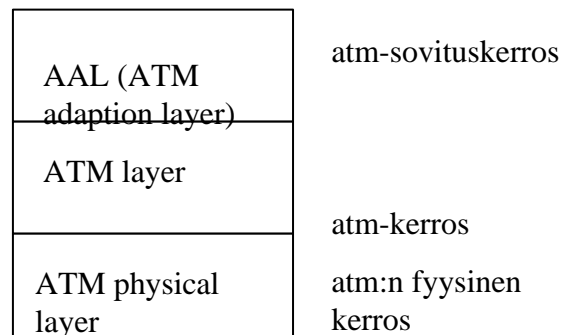 AAL (ATM
adaption layer)
atm-sovituskerros
ATM layer
atm-kerros
ATM physical
layer
atm:n fyysinen
kerros